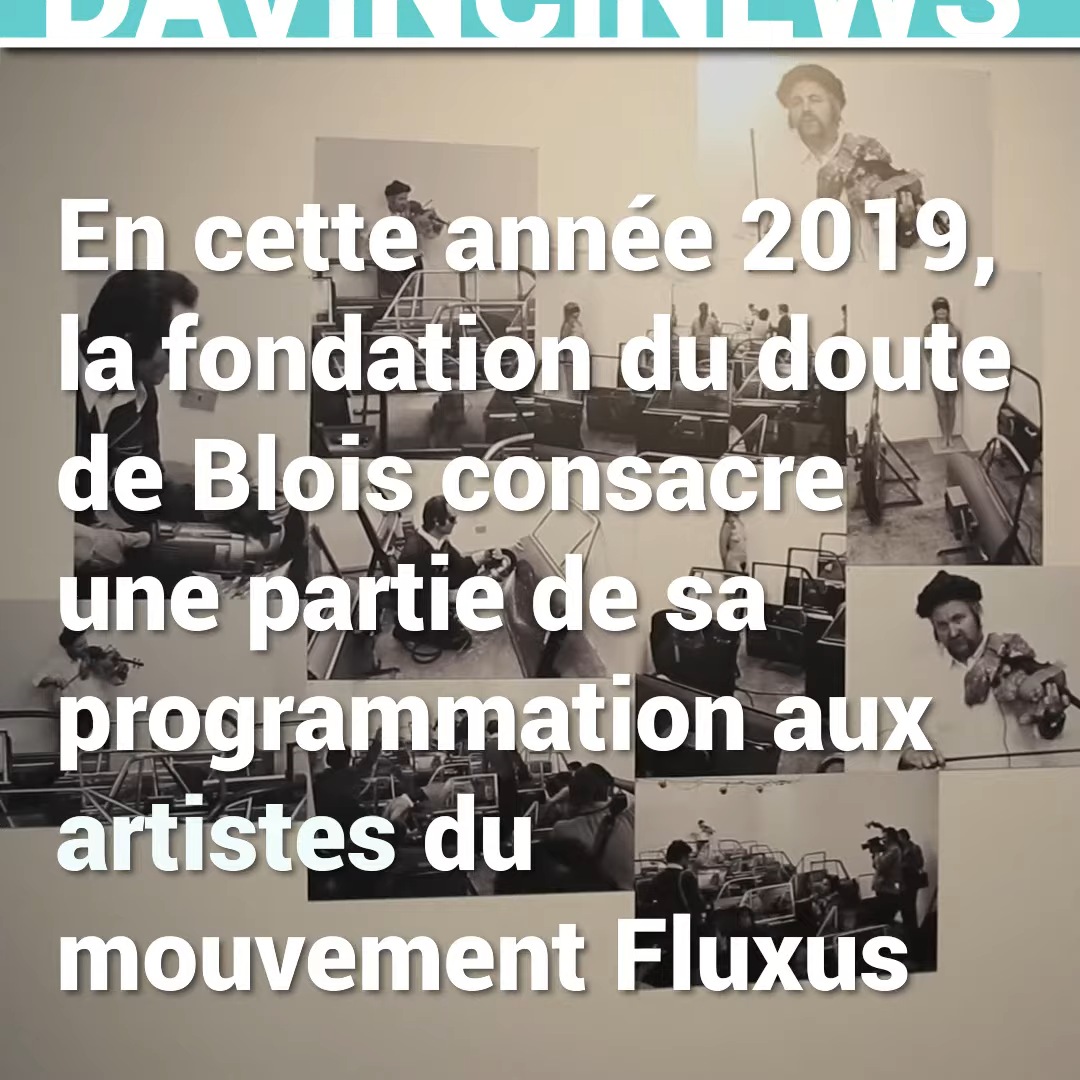 DAVINCINEWS
En cette année 2019,
la fondation du doute
de Blois consacre
une partie de sa
programmation aux
artistes du
mouvement Fluxus